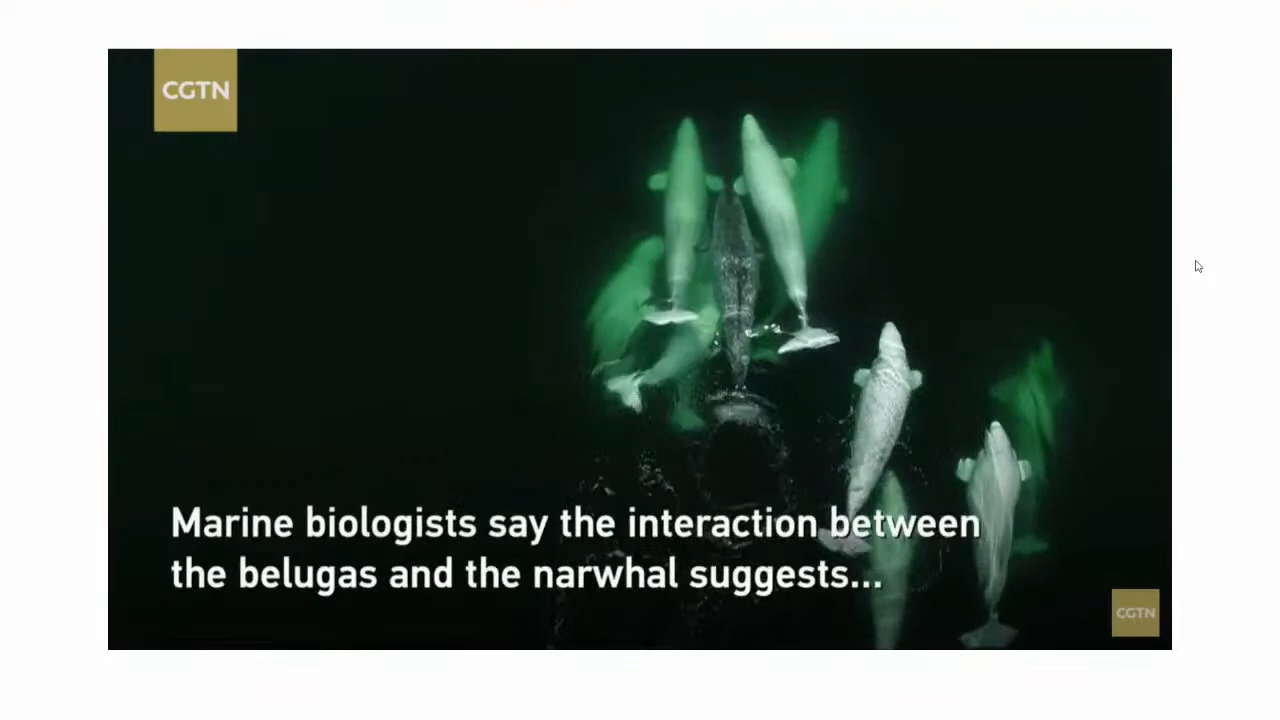 CGTN
Marine biologists say the interaction between
the belugas and the narwhal suggests...
CGTN